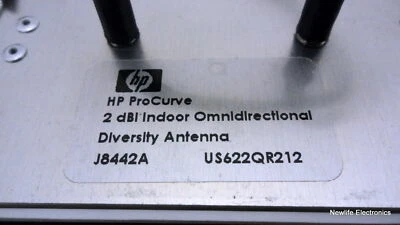 hp
HP ProCurve
2 dBi Indoor Omnidirectional
Diversity Antenna
J8442A US622QR212
Newlife Electronics